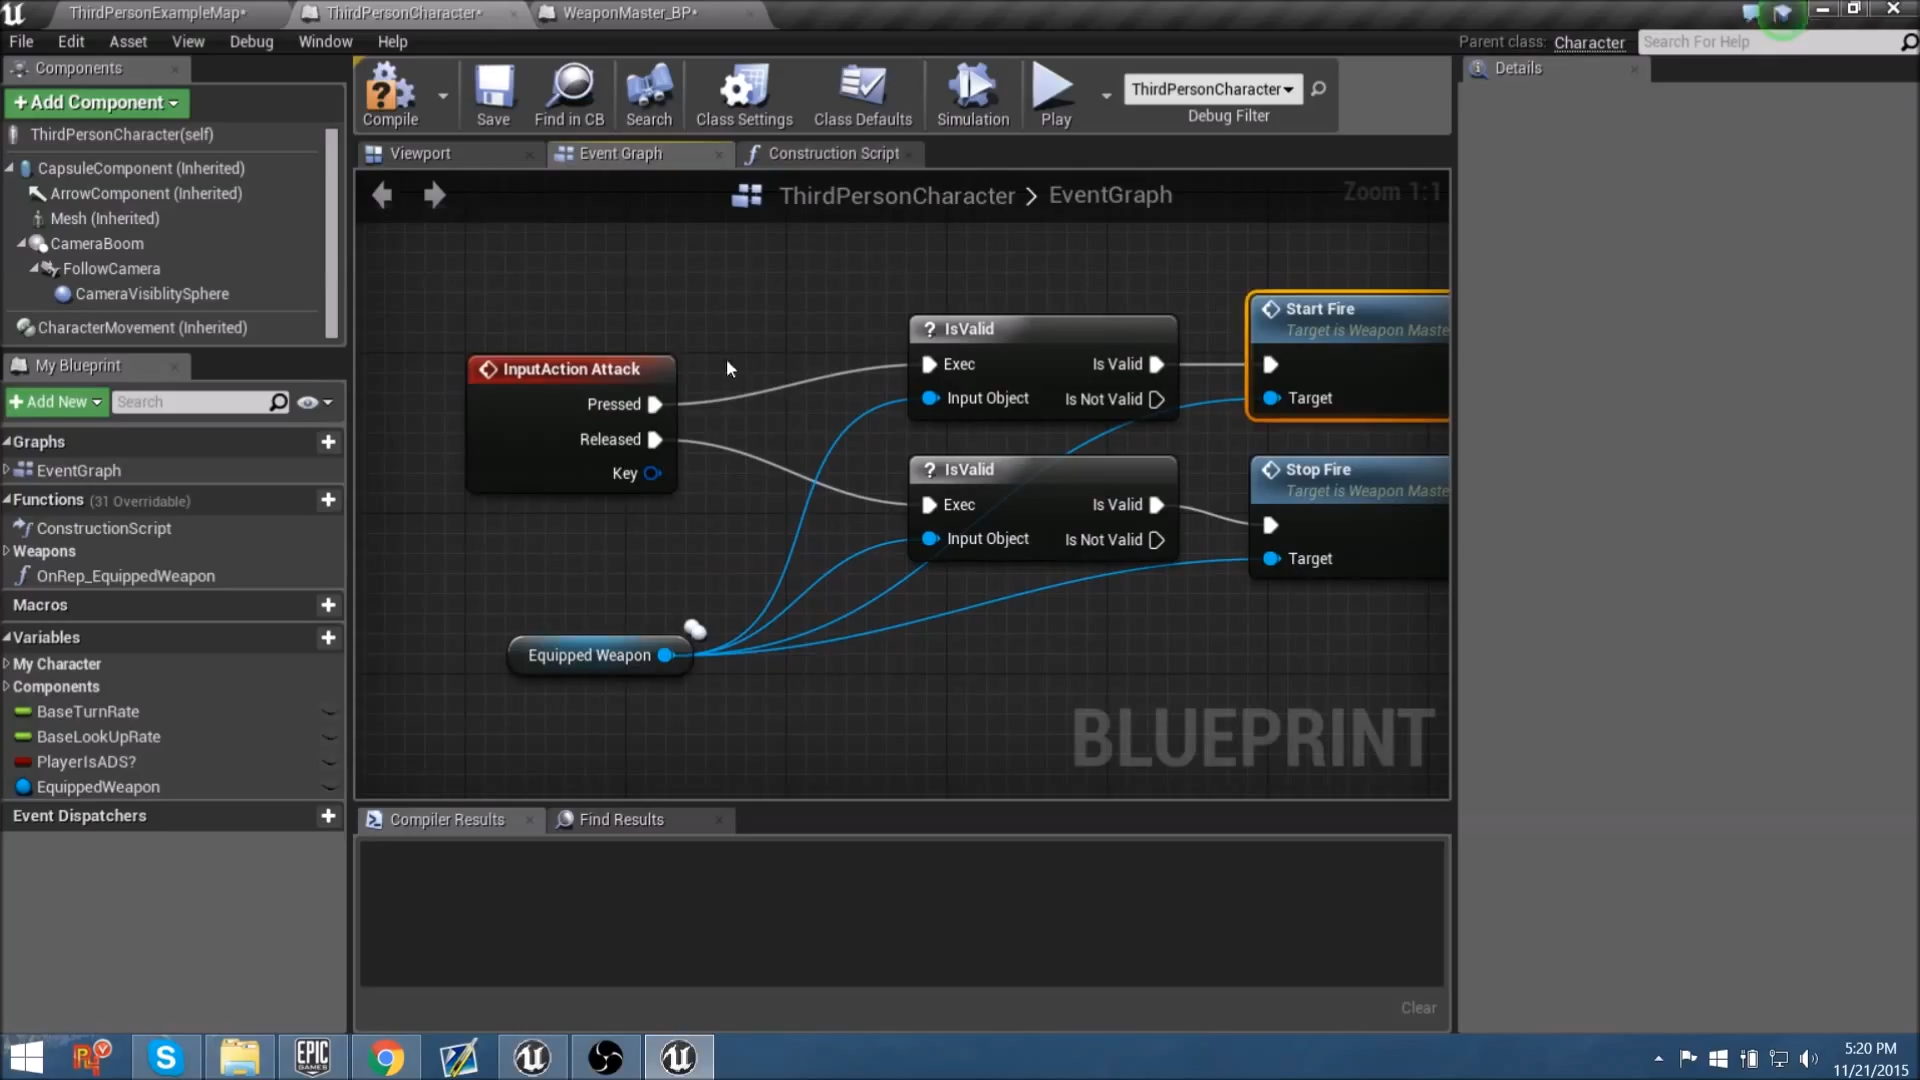 ThirdPersonExampleMap*
ThirdPersonCharacter*
WeaponMaster_BP*
File Edit Asset View Debug Window Help
Parent class: Character
Search For Help
Components
+ Add Component
ThirdPersonCharacter(self)
CapsuleComponent (Inherited)
ArrowComponent (Inherited)
Mesh (Inherited)
CameraBoom
FollowCamera
CameraVisiblitySphere
CharacterMovement (Inherited)
My Blueprint
+ Add New
Search
Graphs
EventGraph
Functions (31 Overridable)
ConstructionScript
Weapons
OnRep_EquippedWeapon
Macros
Variables
My Character
Components
BaseTurnRate
BaseLookUpRate
PlayerIsADS?
EquippedWeapon
Event Dispatchers
Compile
Save
Find in CB
Search
Class Settings
Class Defaults
Simulation
Play
ThirdPersonCharacter
Debug Filter
Viewport
Event Graph
Construction Script
ThirdPersonCharacter > EventGraph
Zoom 1:1
InputAction Attack
Pressed
Released
Key
Equipped Weapon
? IsValid
Exec
Is Valid
Input Object
Is Not Valid
? IsValid
Exec
Is Valid
Input Object
Is Not Valid
Start Fire
Target is Weapon Maste
Target
Stop Fire
Target is Weapon Maste
Target
BLUEPRINT
Compiler Results
Find Results
Clear
Details
EPIC
GAMES
5:20 PM
11/21/2015